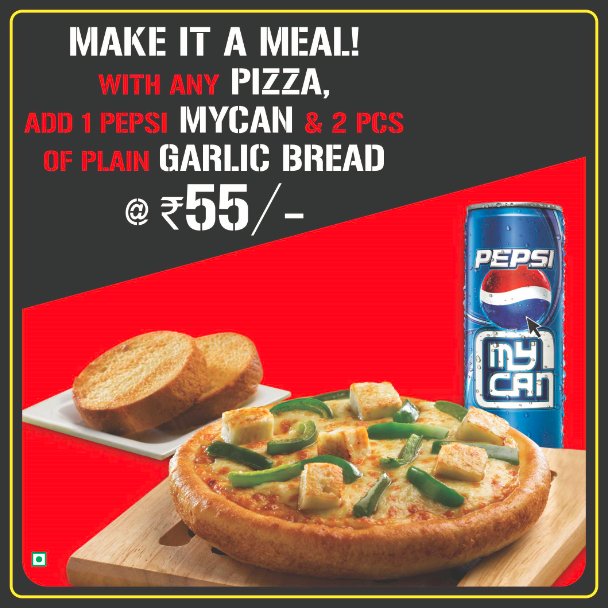 MAKE IT A MEAL!
WITH ANY PIZZA,
ADD 1 PEPSI MYCAN & 2 PCS
OF PLAIN GARLIC BREAD
@ ₹55/-
PEPSI
my
CAN